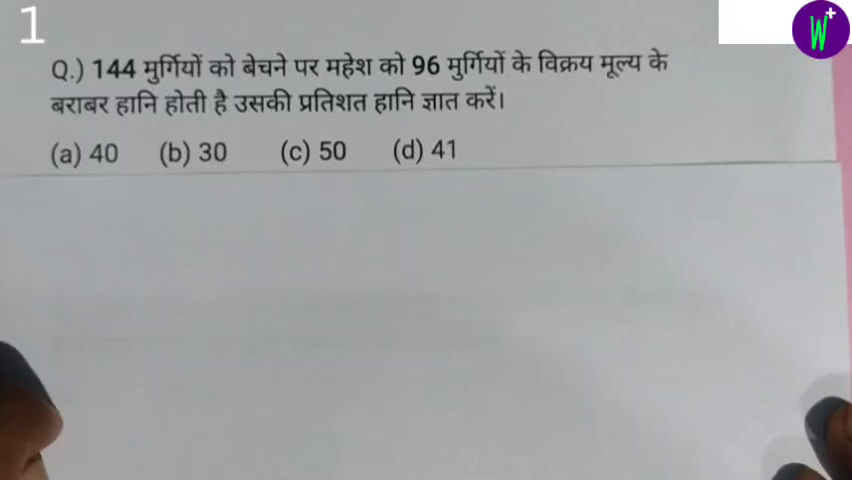 1
W+
Q.) 144 मुर्गियों को बेचने पर महेश को 96 मुर्गियों के विक्रय मूल्य के
बराबर हानि होती है उसकी प्रतिशत हानि ज्ञात करें।
(a) 40 (b) 30 (c) 50 (d) 41